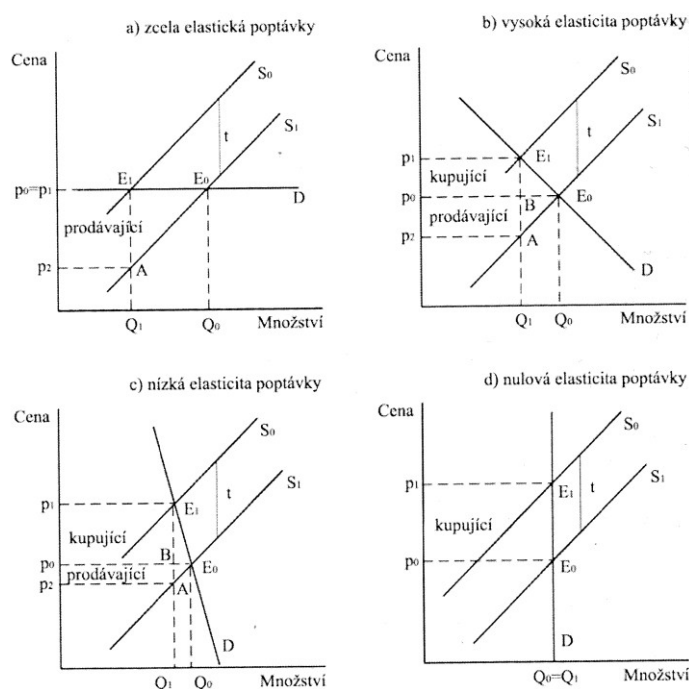 a) zcela elastická poptávky
Cena
S0
S1
t
E1
E0
p0=p1
D
prodávající
p2
A
Q1
Q0
Množství
b) vysoká elasticita poptávky
Cena
S0
S1
t
p1
E1
kupující
p0
B
E0
prodávající
p2
A
D
Q1
Q0
Množství
c) nízká elasticita poptávky
Cena
S0
S1
t
p1
E1
kupující
p0
B
E0
prodávající
p2
A
D
Q1
Q0
Množství
d) nulová elasticita poptávky
Cena
S0
S1
t
p1
E1
kupující
p0
E0
D
Q0=Q1
Množství